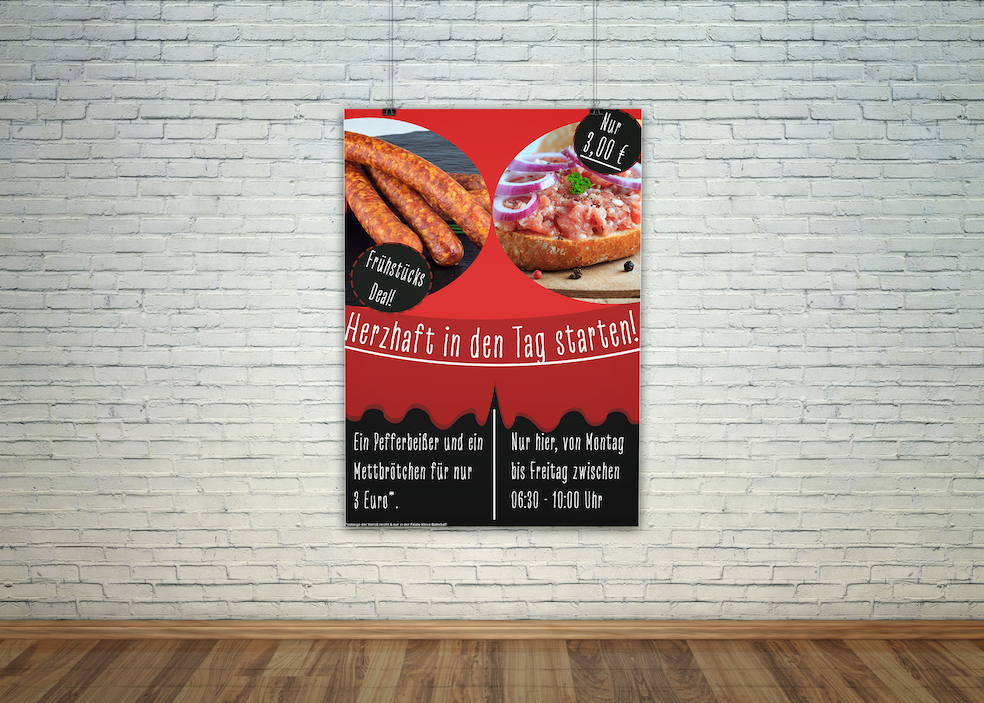 Nur
3,00 €
Frühstücks
Deal!
Herzhaft in den Tag starten!
Ein Pefferbeißer und ein
Mettbrötchen für nur
3 Euro*.
Nur hier, von Montag
bis Freitag zwischen
06:30 - 10:00 Uhr